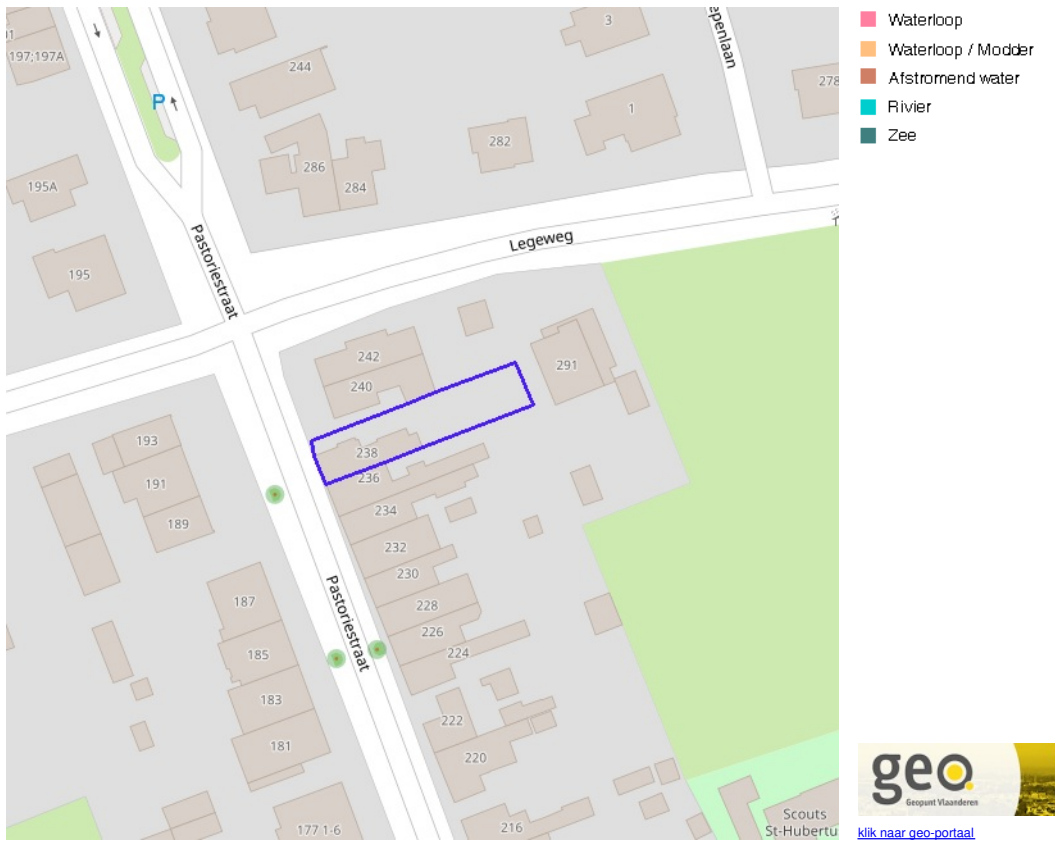 Waterloop
Waterloop / Modder
Afstromend water
Rivier
Zee
197;197A
244
3
1
278
282
286
284
195A
195
P
Pastoriestraat
Legeweg
242
240
291
238
236
234
232
230
228
226
224
222
220
216
193
191
189
187
185
183
181
177 1-6
Pastoriestraat
Scouts
St-Hubertu
geo
Geopunt Vlaanderen
klik naar geo-portaal